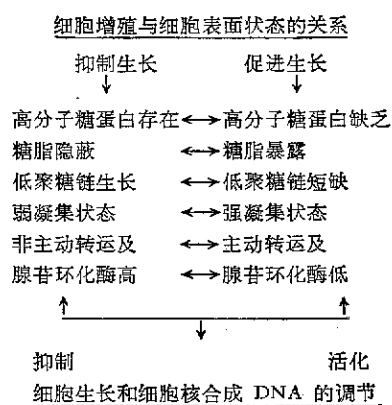 细胞增殖与细胞表面状态的关系
抑制生长 促进生长
高分子糖蛋白存在 高分子糖蛋白缺乏
糖脂隐蔽 糖脂暴露
低聚糖链生长 低聚糖链短缺
弱凝集状态 强凝集状态
非主动转运及 主动转运及
腺苷环化酶高 腺苷环化酶低
抑制 活化
细胞生长和细胞核合成 DNA 的调节